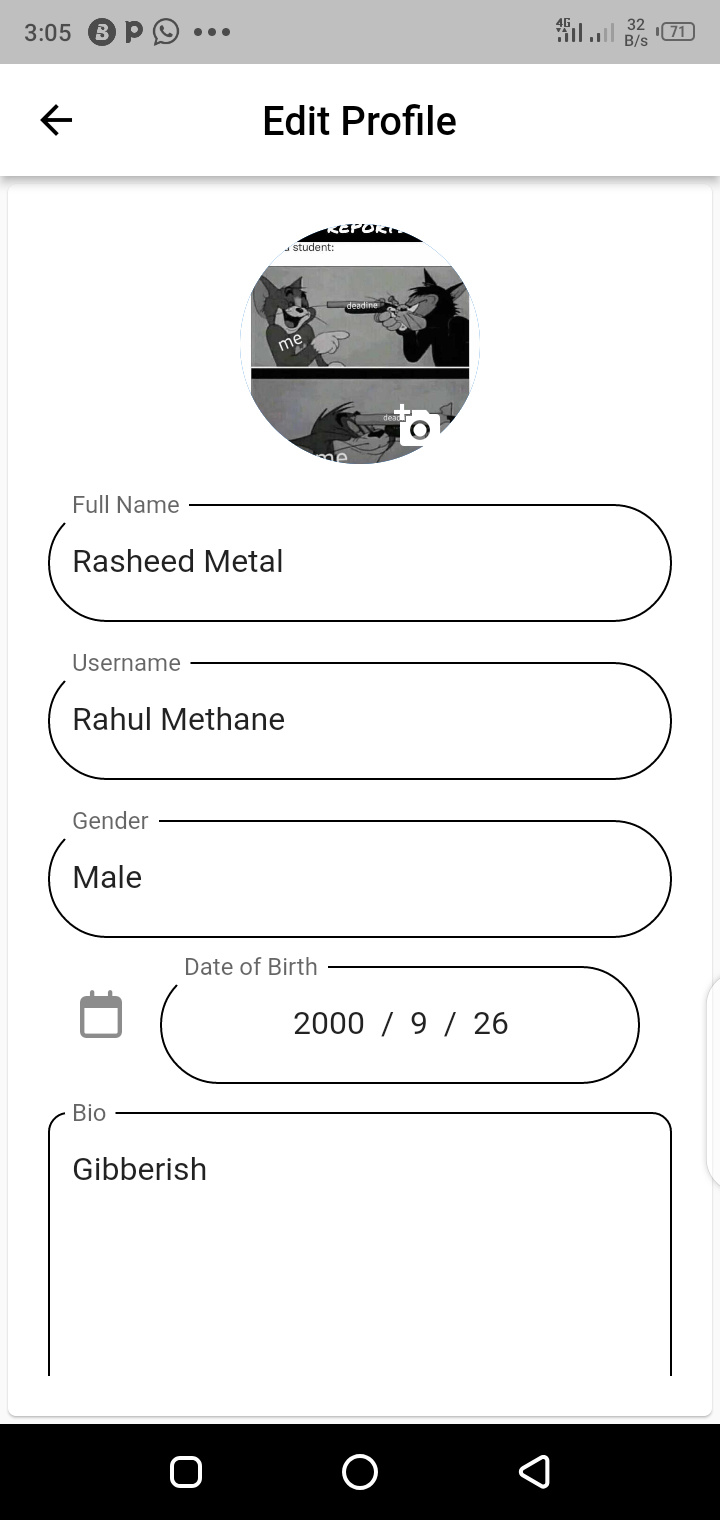 3:05
4G
32
B/s
71
Edit Profile
REPORT
student:
deadine
me
dead
me
Full Name
Rasheed Metal
Username
Rahul Methane
Gender
Male
Date of Birth
2000 / 9 / 26
Bio
Gibberish